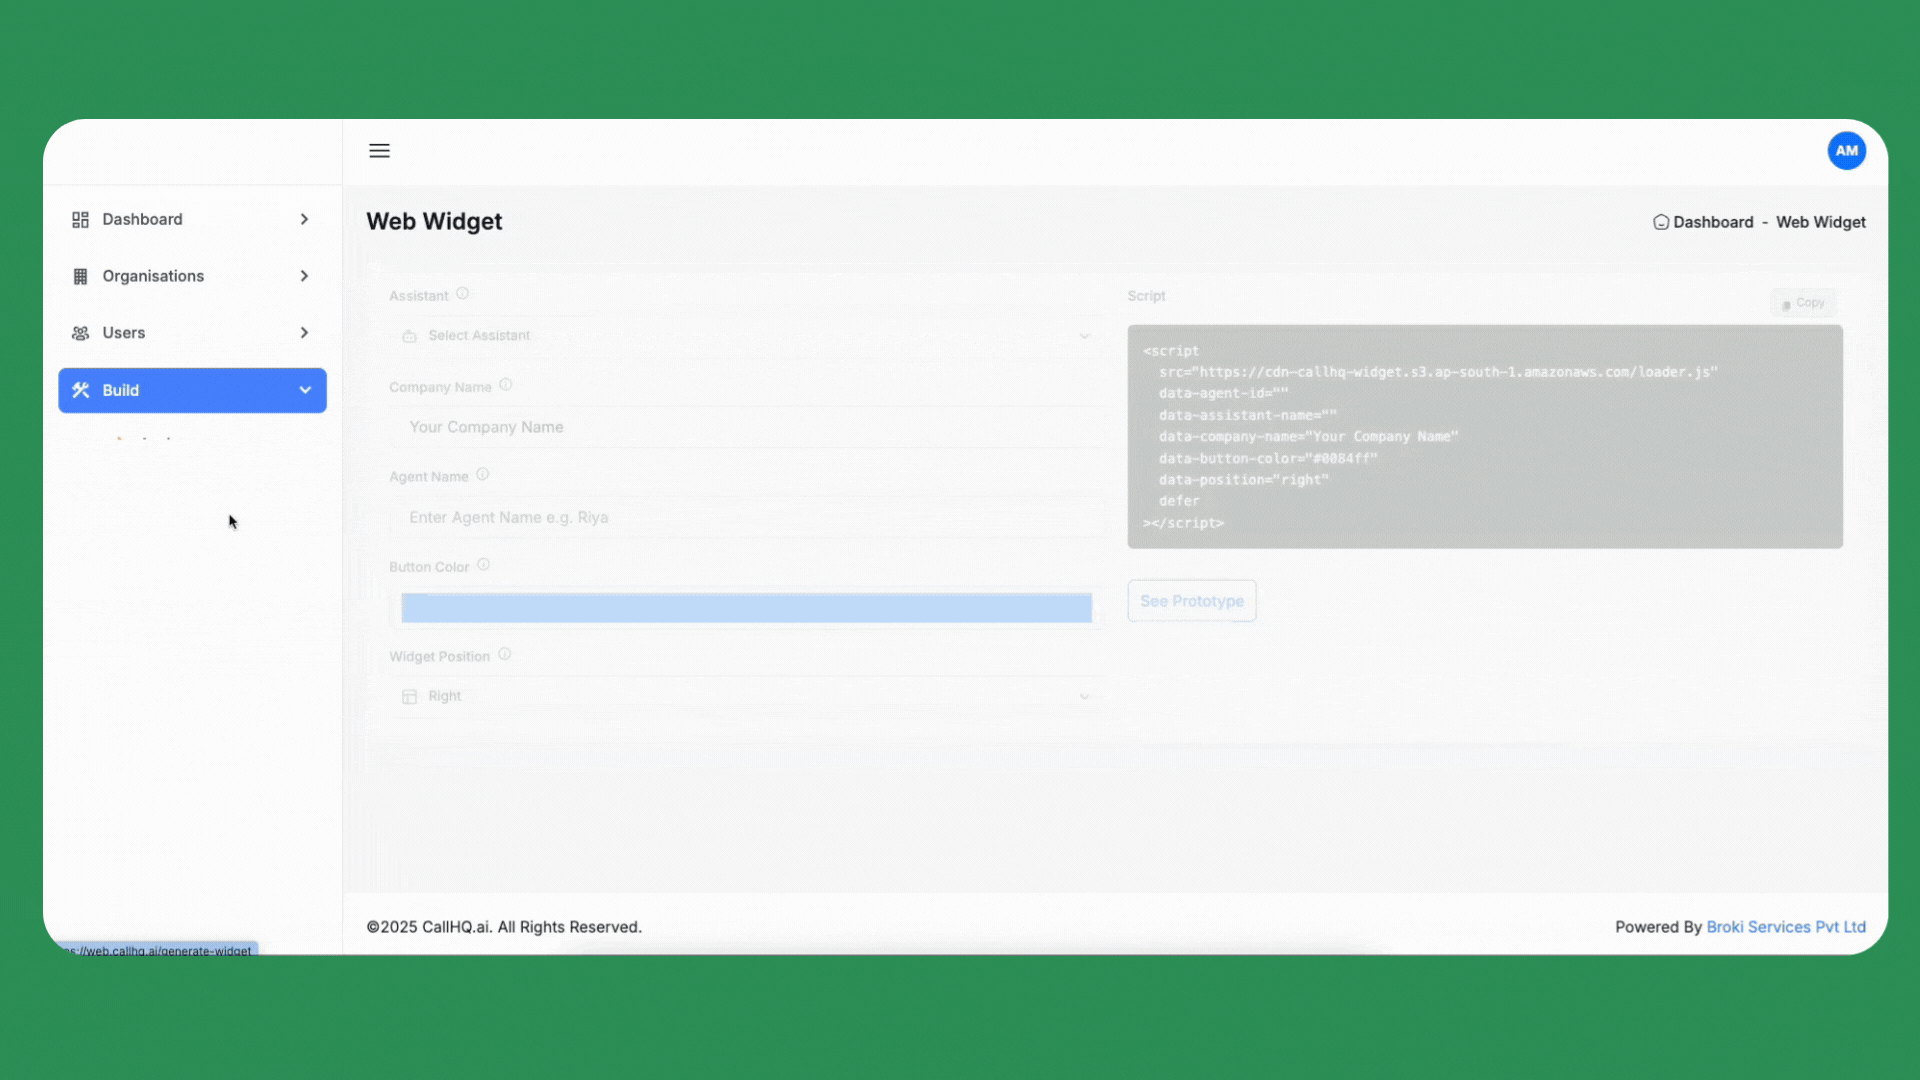 AM
Dashboard
Organisations
Users
Build
Web Widget
Dashboard - Web Widget
Assistant
Select Assistant
Company Name
Your Company Name
Agent Name
Enter Agent Name e.g. Riya
Button Color
Widget Position
Right
Script
Copy
<script
src="https://cdn-callhq-widget.s3.ap-south-1.amazonaws.com/loader.js"
data-agent-id=""
data-assistant-name=""
data-company-name="Your Company Name"
data-button-color="#0084ff"
data-position="right"
defer
></script>
See Prototype
©2025 CallHQ.ai. All Rights Reserved.
Powered By Broki Services Pvt Ltd
s://web.callhq.ai/generate-widget